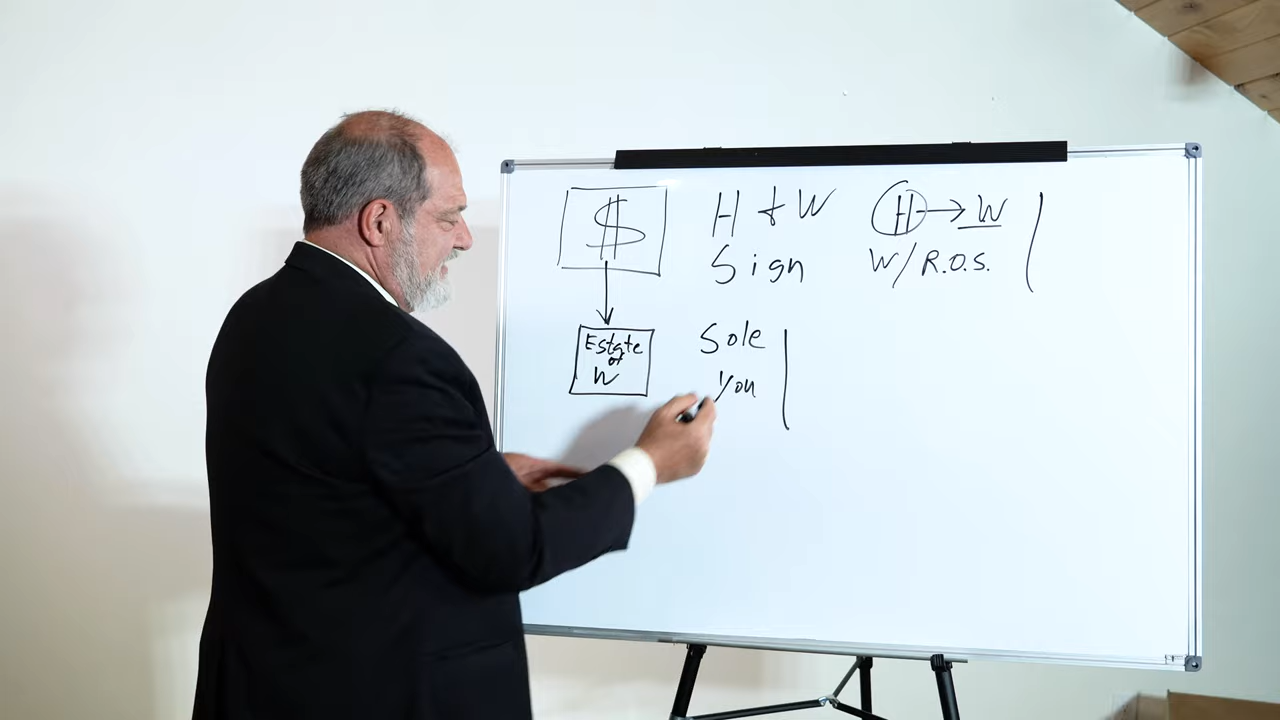 $ H & W H → W
Sign W/R.O.S.
Estate
of
W
Sole
You